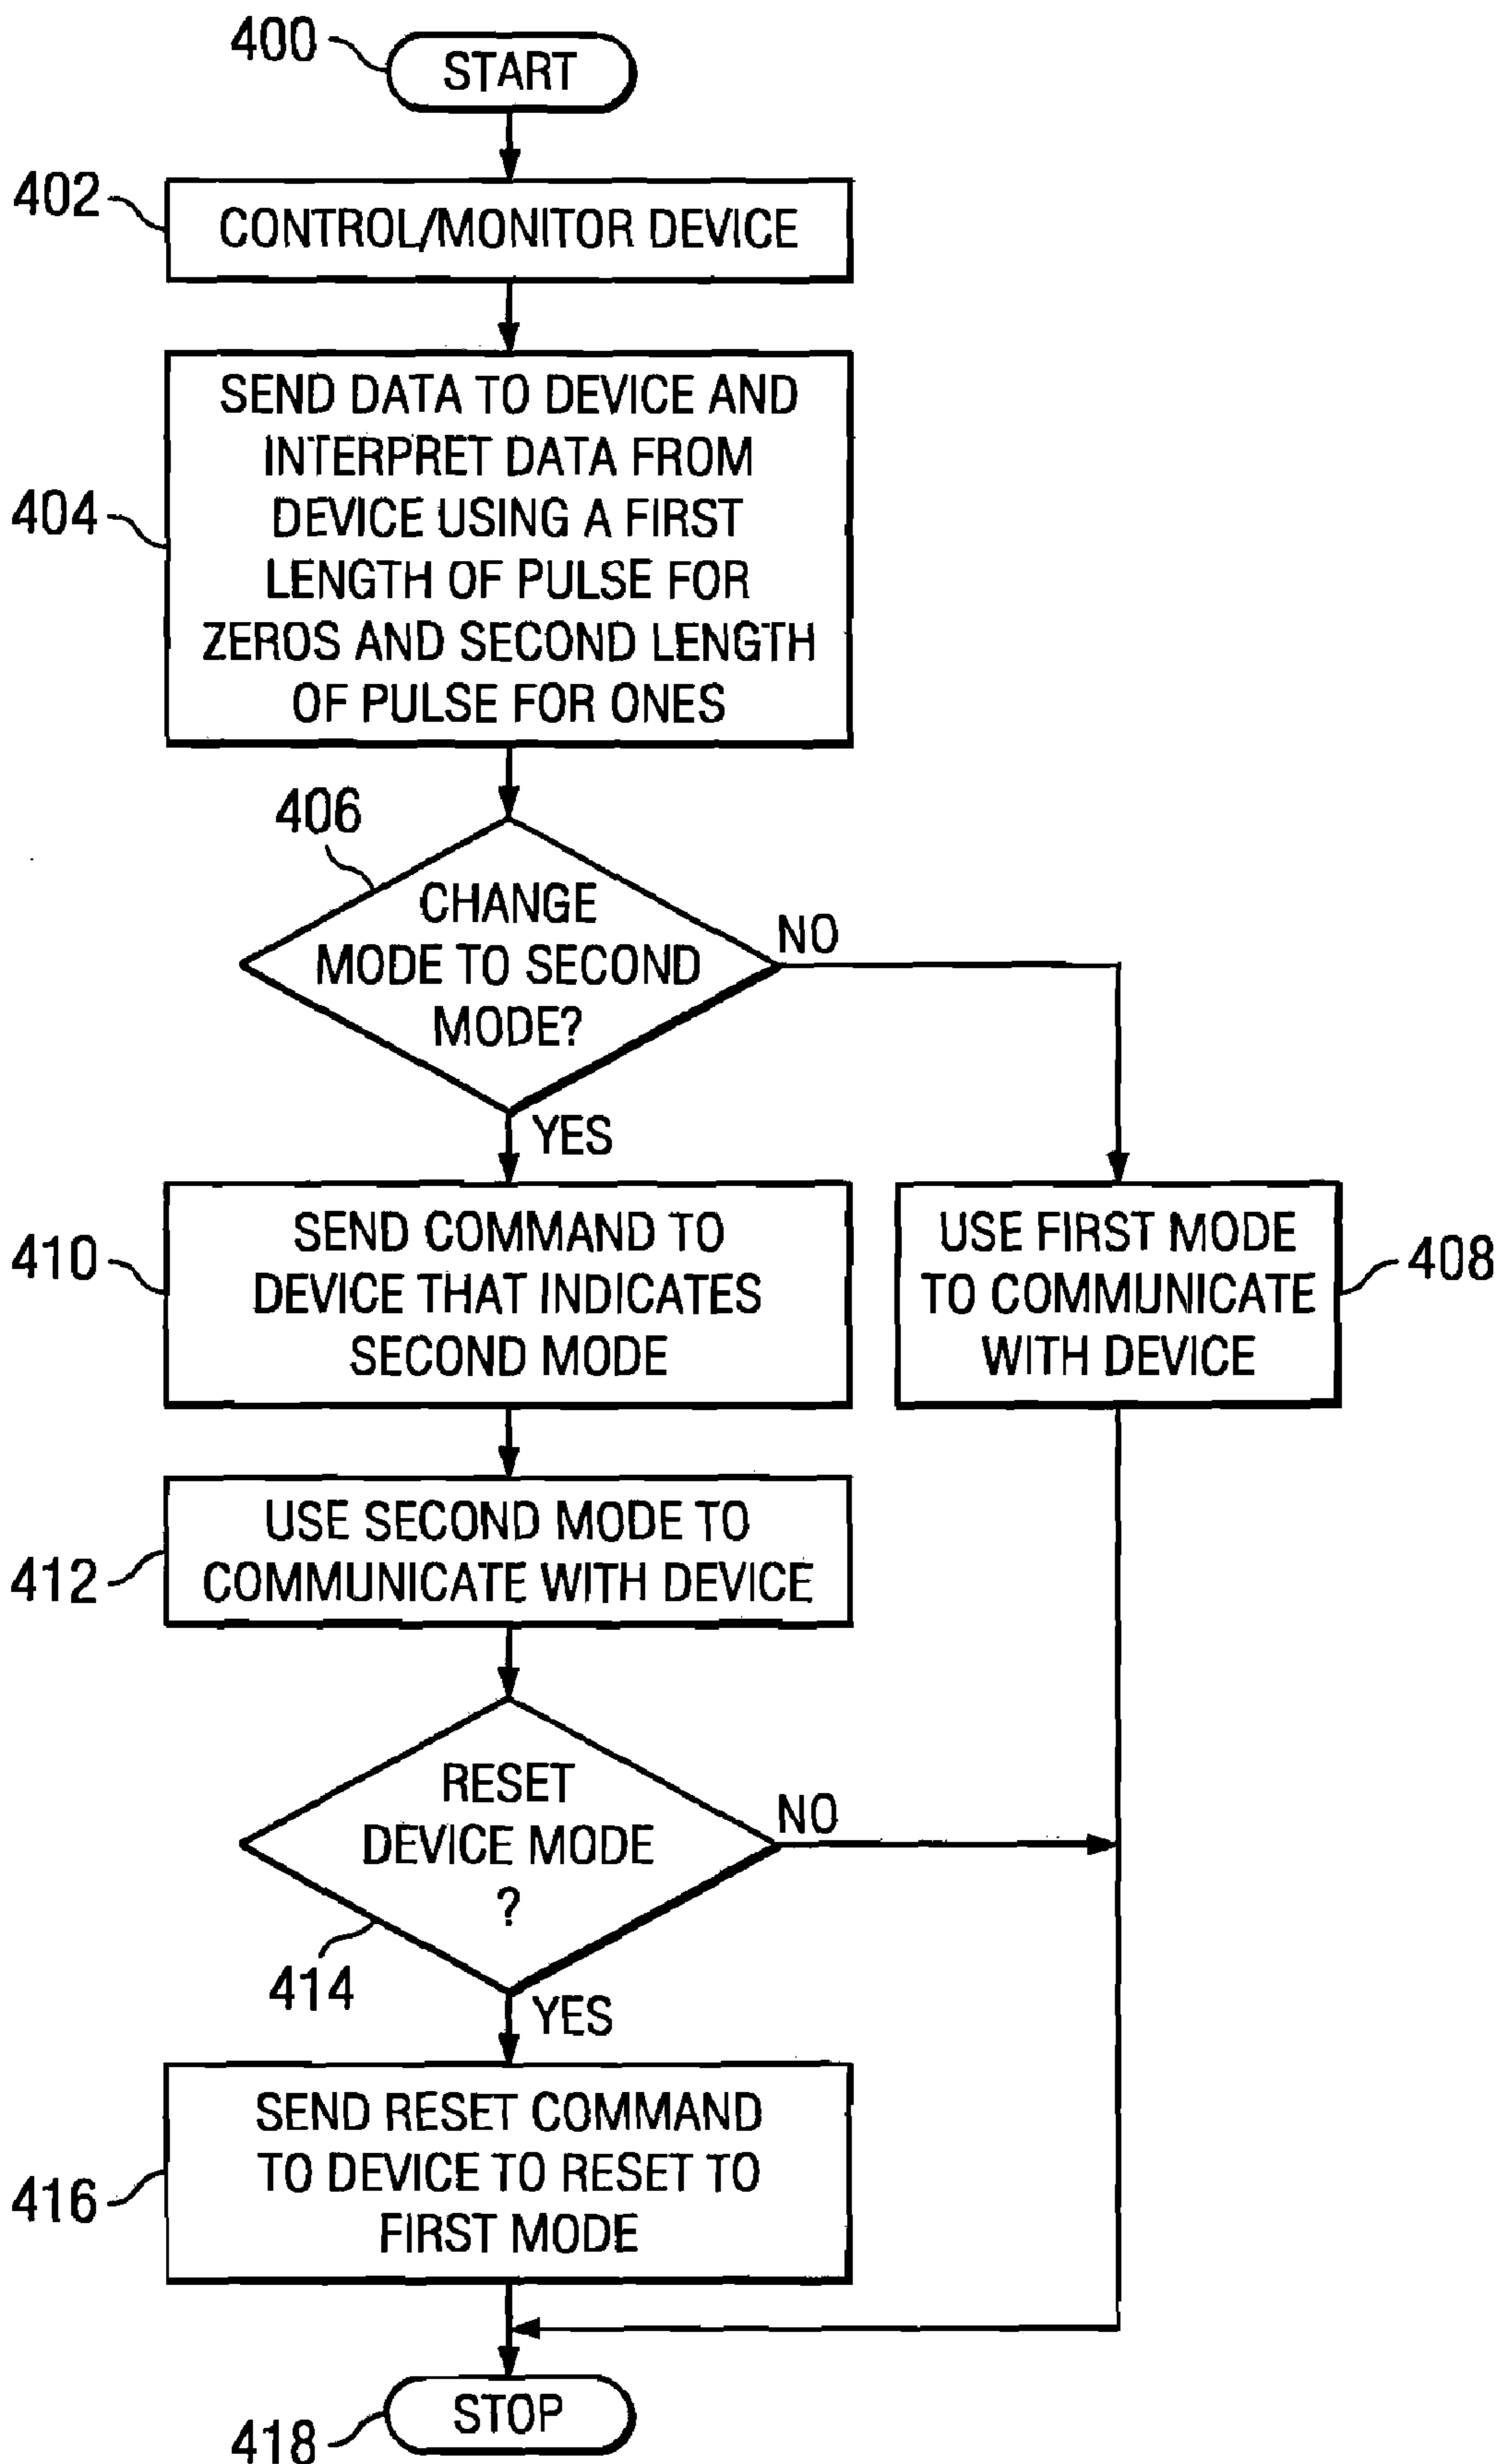 400
START
402
CONTROL/MONITOR DEVICE
404
SEND DATA TO DEVICE AND
INTERPRET DATA FROM
DEVICE USING A FIRST
LENGTH OF PULSE FOR
ZEROS AND SECOND LENGTH
OF PULSE FOR ONES
406
CHANGE
MODE TO SECOND
MODE?
NO
YES
410
SEND COMMAND TO
DEVICE THAT INDICATES
SECOND MODE
USE FIRST MODE
TO COMMUNICATE
WITH DEVICE
408
412
USE SECOND MODE TO
COMMUNICATE WITH DEVICE
RESET
DEVICE MODE
?
NO
414
YES
416
SEND RESET COMMAND
TO DEVICE TO RESET TO
FIRST MODE
418
STOP